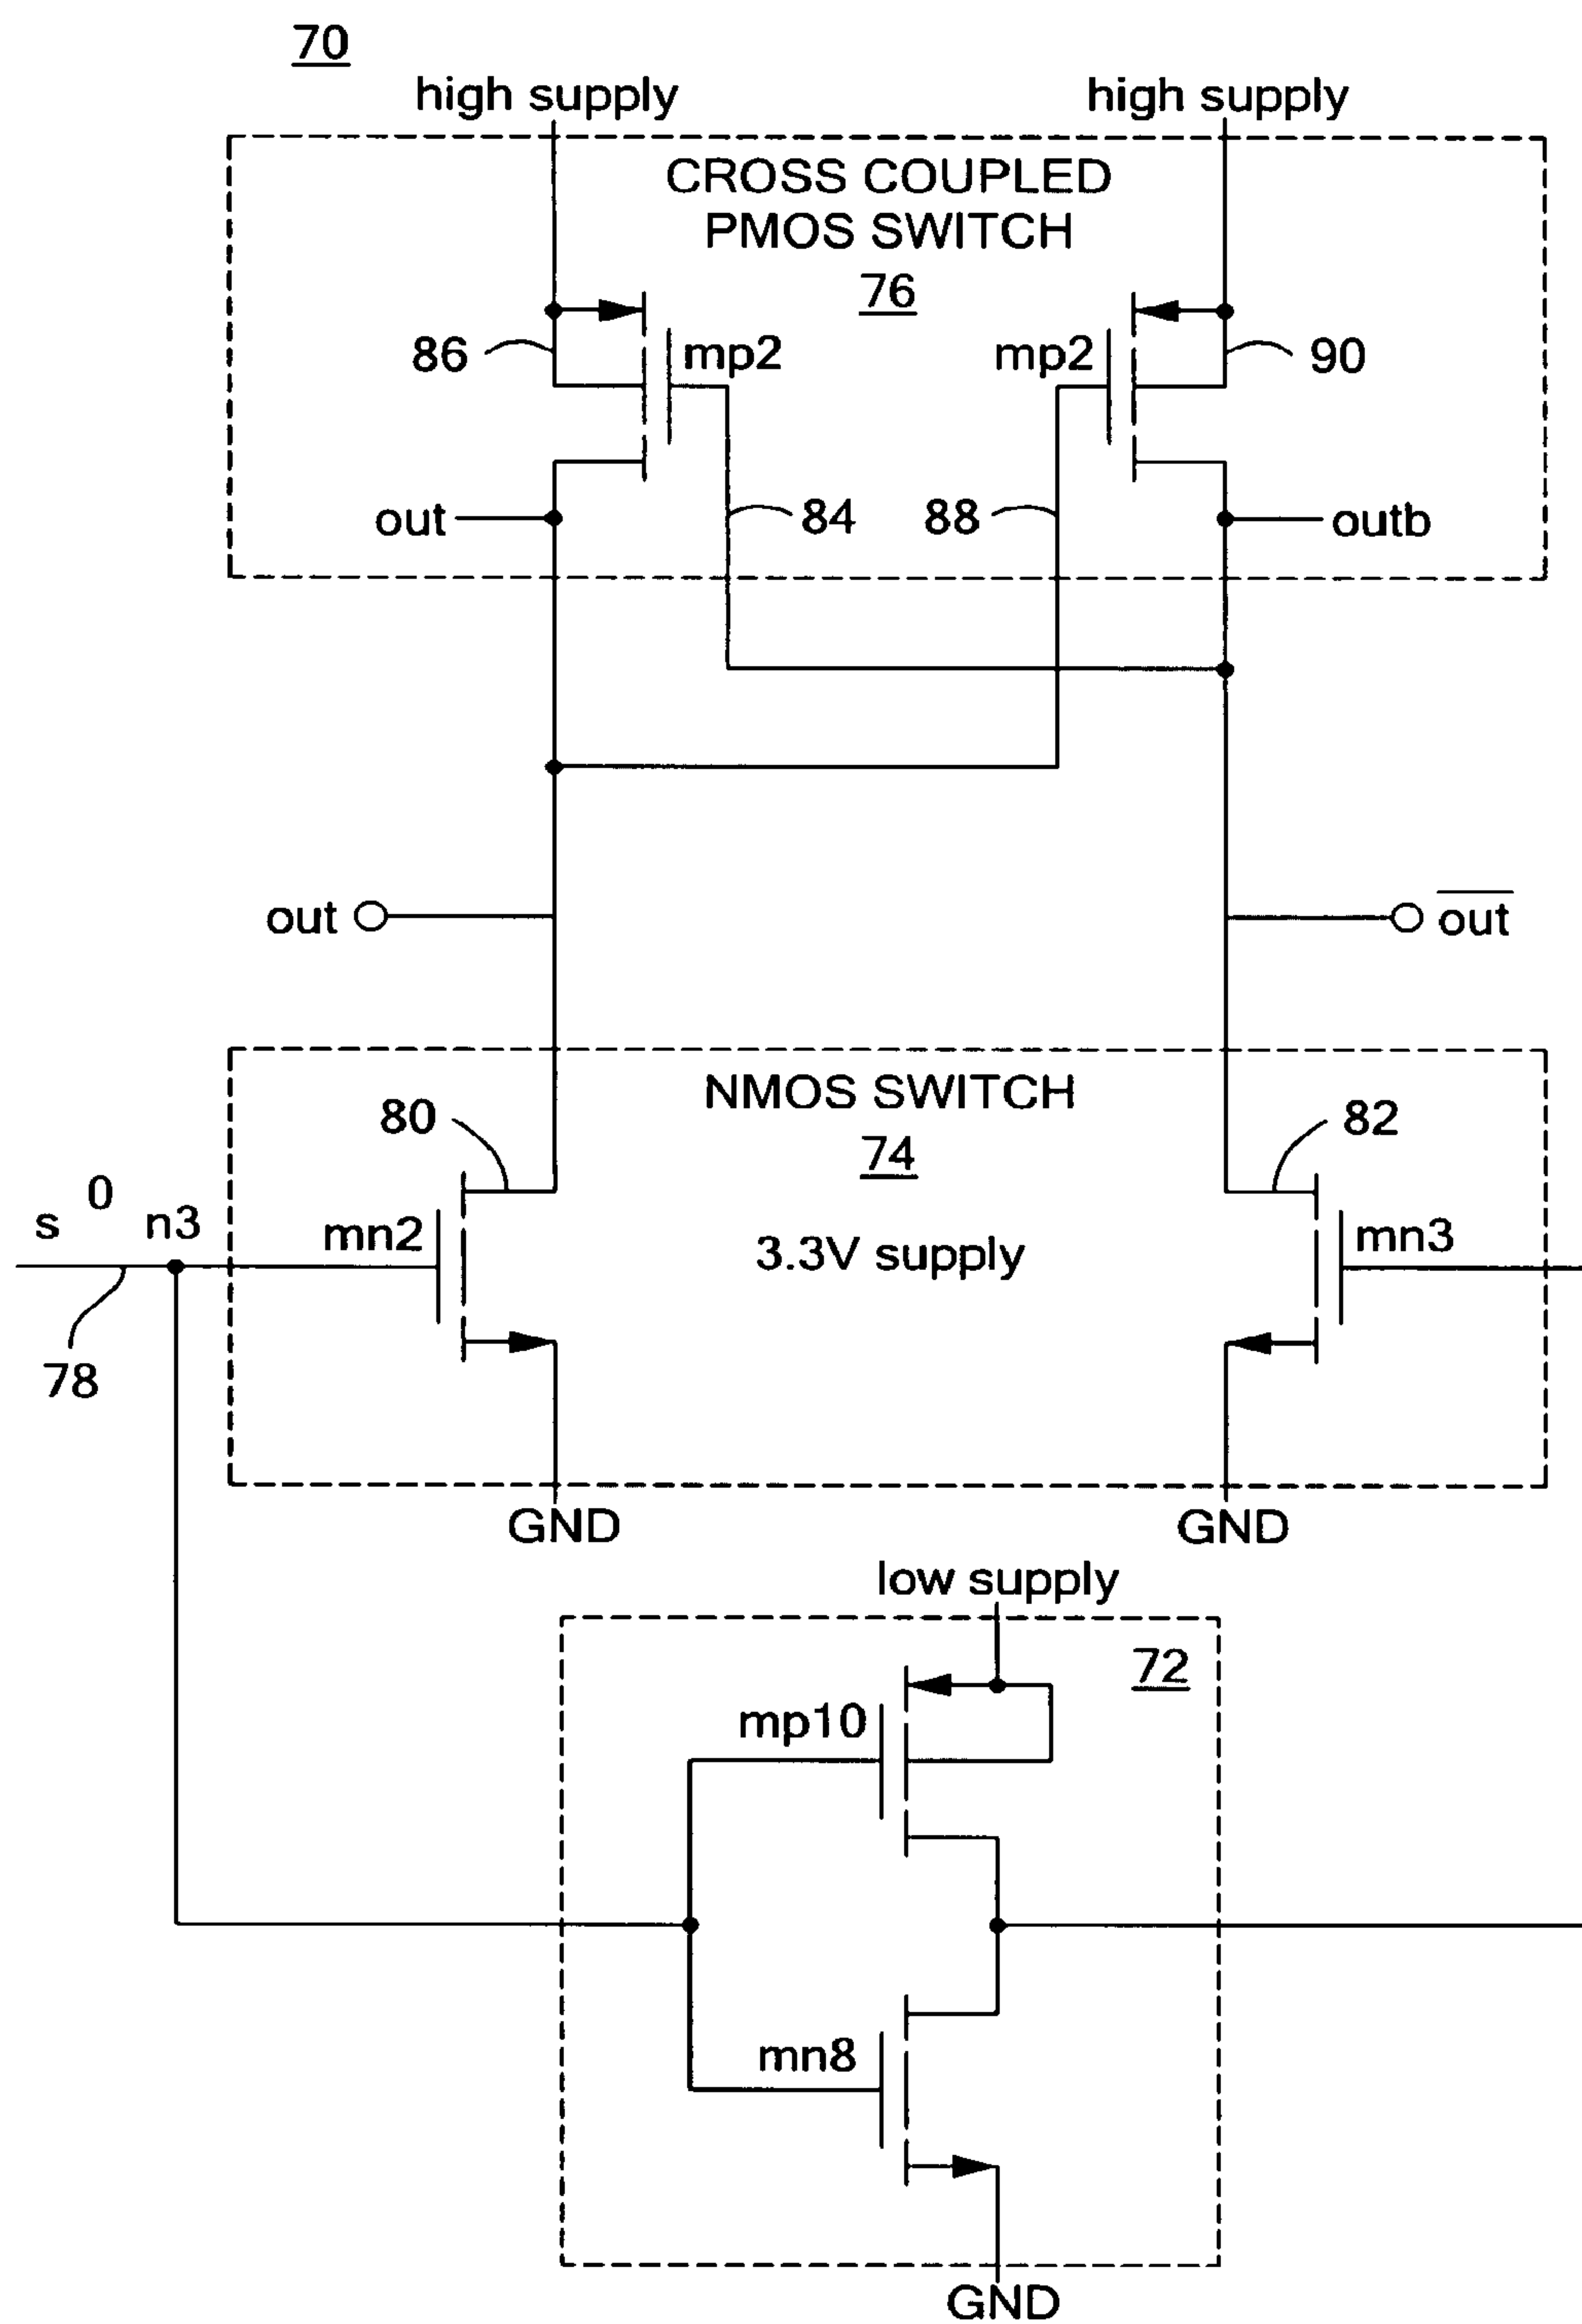 70
high supply
high supply
CROSS COUPLED
PMOS SWITCH
76
86
mp2
mp2
90
out
84
88
outb
out
out
NMOS SWITCH
74
80
82
s 0 n3
mn2
3.3V supply
mn3
78
GND
GND
low supply
72
mp10
mn8
GND